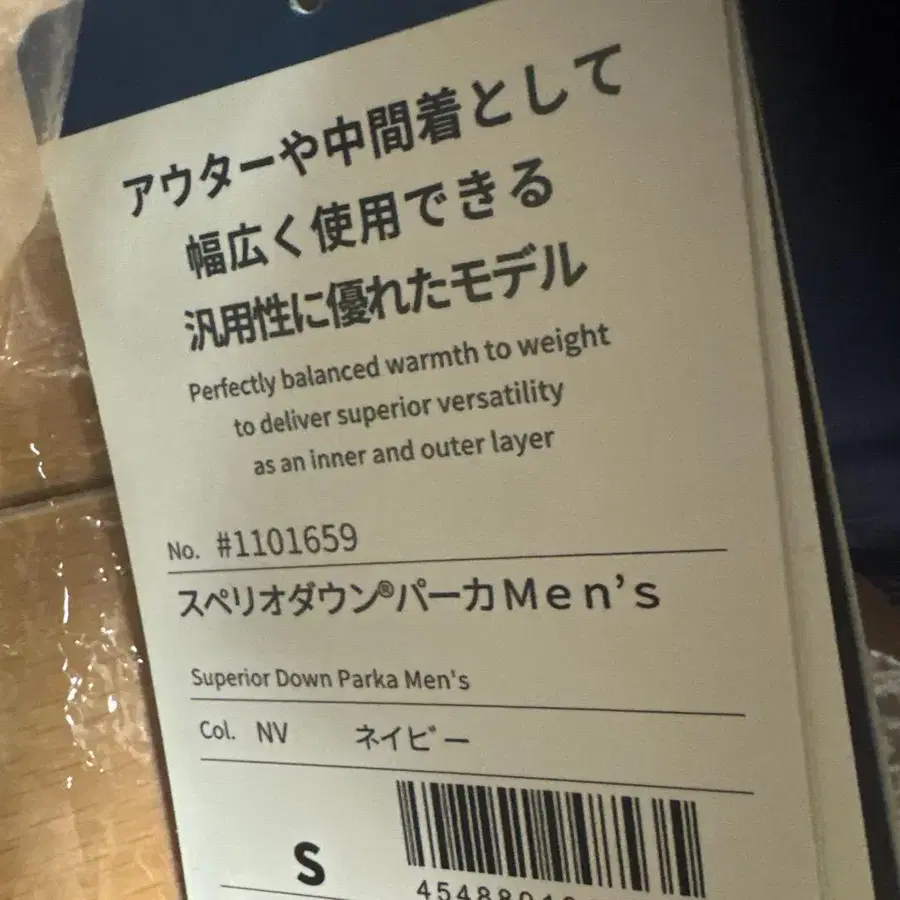 アウターや中間着として
幅広く使用できる
汎用性に優れたモデル
Perfectly balanced warmth to weight
to deliver superior versatility
as an inner and outer layer
No. #1101659
スペリオダウン®パーカMen's
Superior Down Parka Men's
Col. NV ネイビー
S